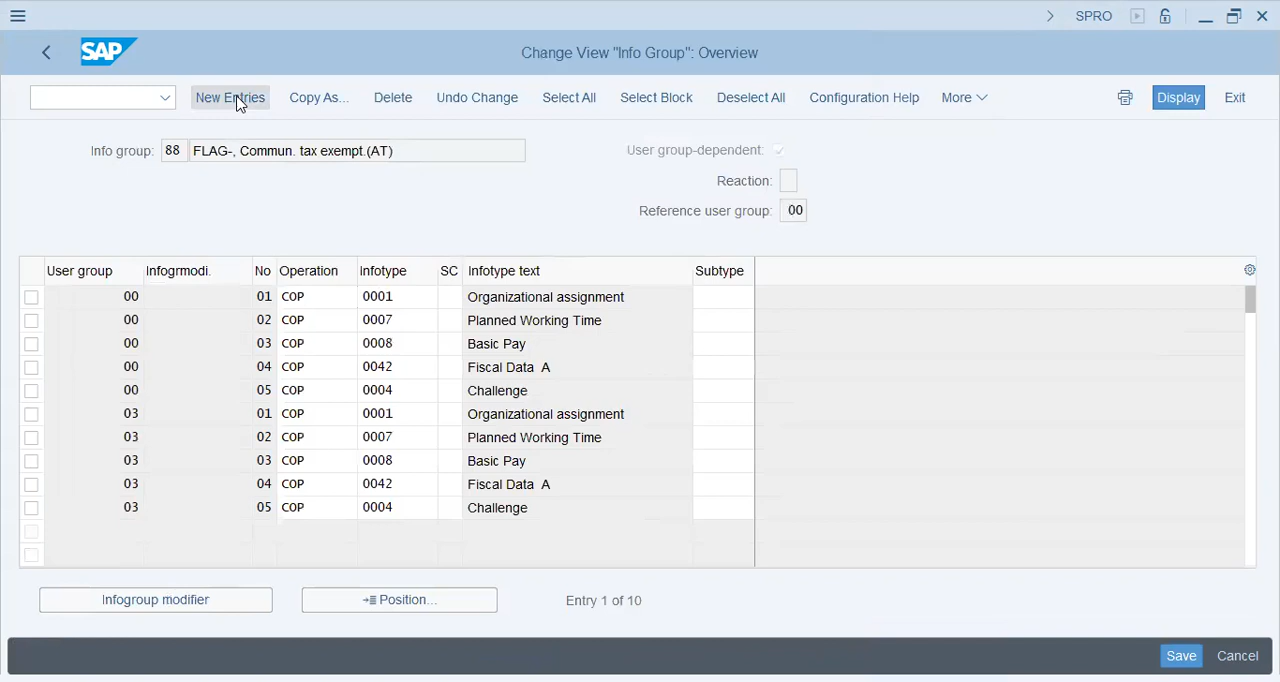 SPRO
SAP
Change View "Info Group": Overview
New Entries Copy As... Delete Undo Change Select All Select Block Deselect All Configuration Help More Display Exit
Info group: 88 FLAG-, Commun. tax exempt.(AT) User group-dependent:
Reaction:
Reference user group: 00
User group Infogrmodi. No Operation Infotype SC Infotype text Subtype
00 01 COP 0001 Organizational assignment
00 02 COP 0007 Planned Working Time
00 03 COP 0008 Basic Pay
00 04 COP 0042 Fiscal Data A
00 05 COP 0004 Challenge
03 01 COP 0001 Organizational assignment
03 02 COP 0007 Planned Working Time
03 03 COP 0008 Basic Pay
03 04 COP 0042 Fiscal Data A
03 05 COP 0004 Challenge
Infogroup modifier Position... Entry 1 of 10
Save Cancel